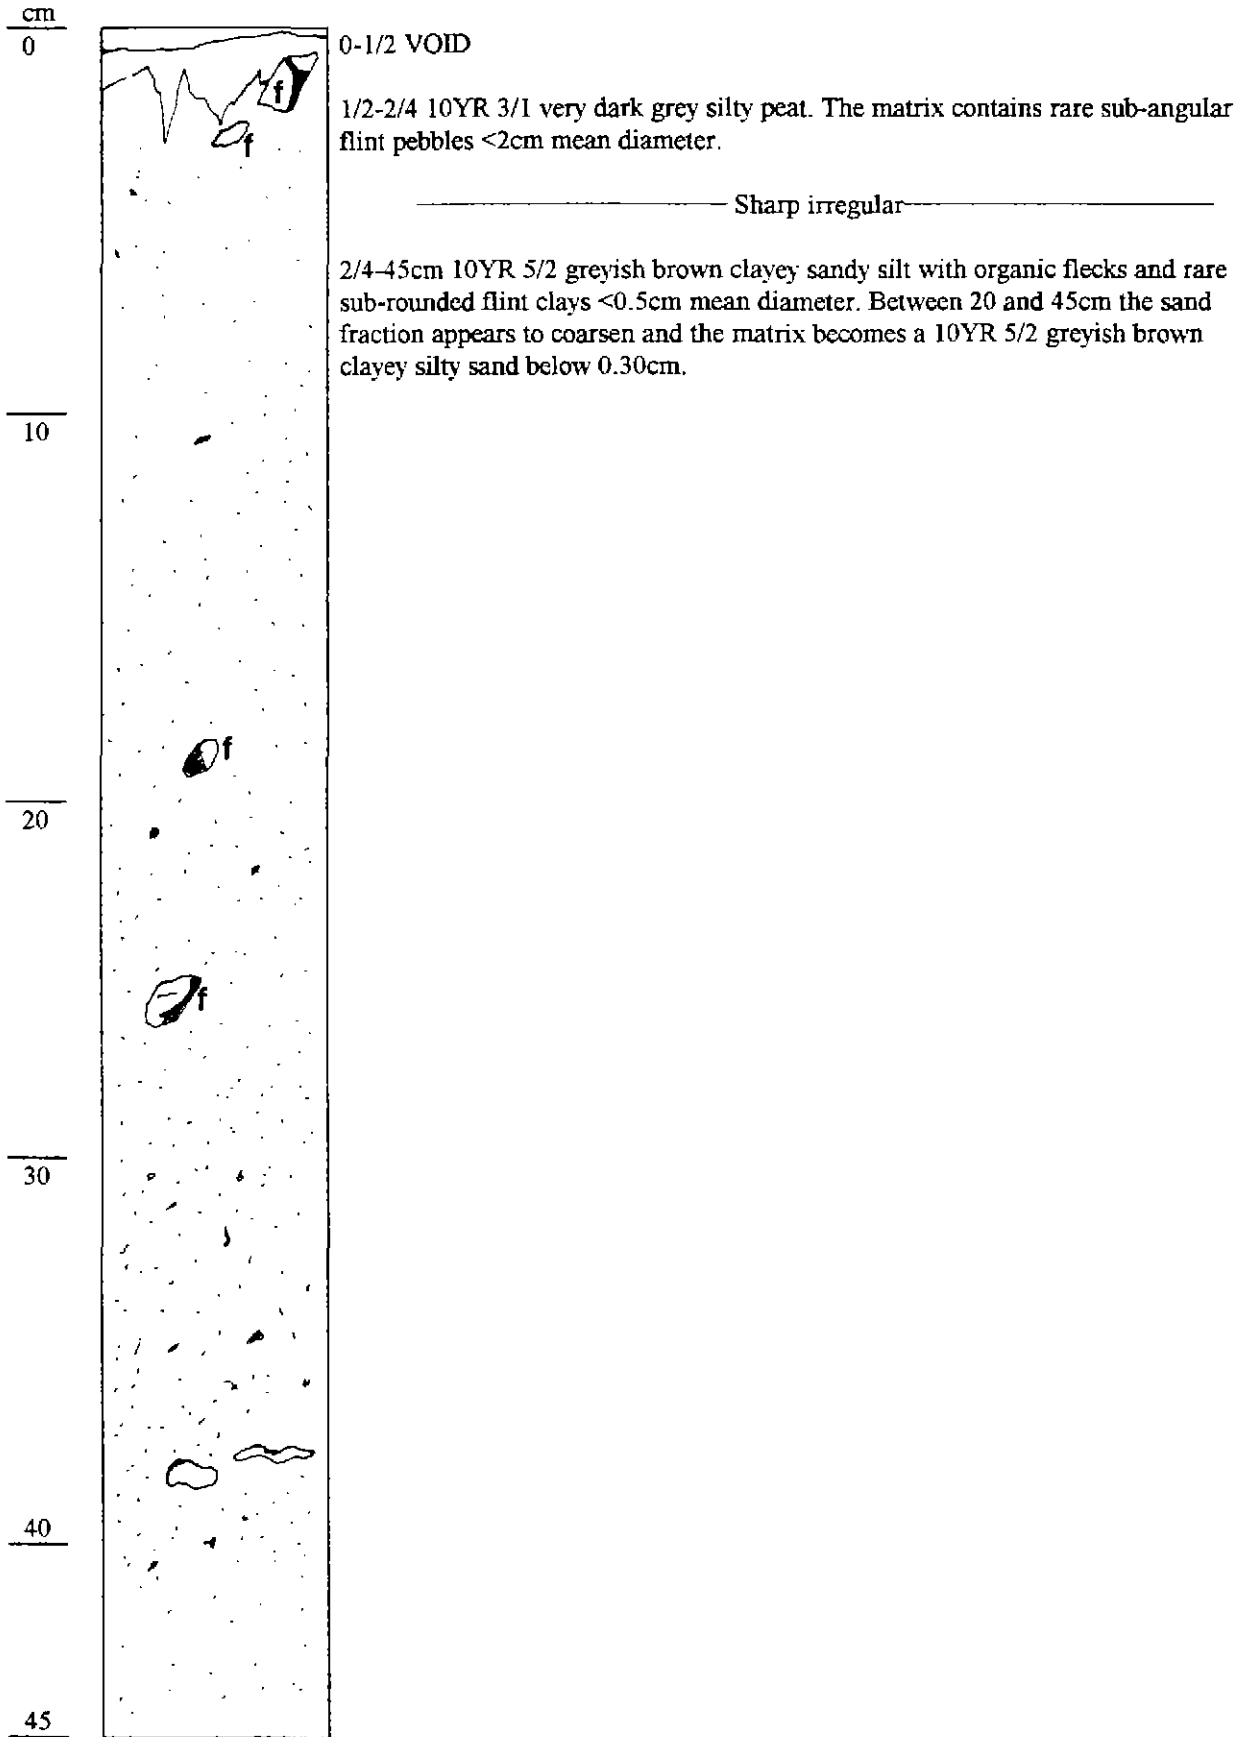 cm
0
0-1/2 VOID
f
1/2-2/4 10YR 3/1 very dark grey silty peat. The matrix contains rare sub-angular
flint pebbles <2cm mean diameter.
f
Sharp irregular
2/4-45cm 10YR 5/2 greyish brown clayey sandy silt with organic flecks and rare
sub-rounded flint clays <0.5cm mean diameter. Between 20 and 45cm the sand
fraction appears to coarsen and the matrix becomes a 10YR 5/2 greyish brown
clayey silty sand below 0.30cm.
10
f
20
f
30
40
45